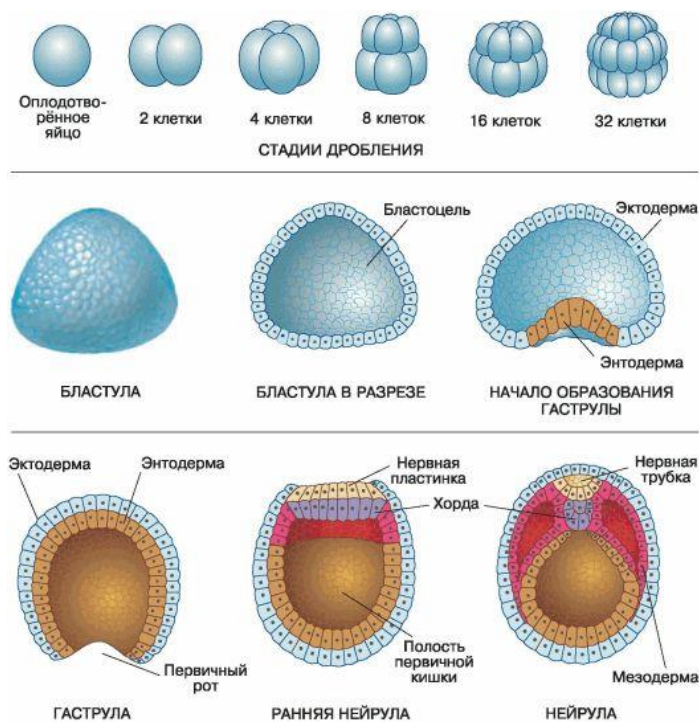 Оплодотво-
рённое
яйцо
2 клетки
4 клетки
8 клеток
16 клеток
32 клетки
СТАДИИ ДРОБЛЕНИЯ
Бластоцель
Эктодерма
Энтодерма
БЛАСТУЛА
БЛАСТУЛА В РАЗРЕЗЕ
НАЧАЛО ОБРАЗОВАНИЯ
ГАСТРУЛЫ
Эктодерма
Энтодерма
Нервная
пластинка
Хорда
Нервная
трубка
Первичный
рот
Полость
первичной
кишки
Мезодерма
ГАСТРУЛА
РАННЯЯ НЕЙРУЛА
НЕЙРУЛА